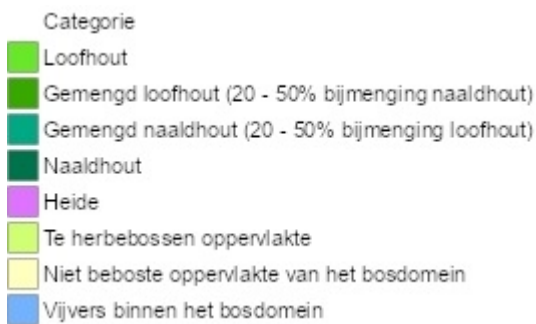 Categorie
Loofhout
Gemengd loofhout (20 - 50% bijmenging naaldhout)
Gemengd naaldhout (20 - 50% bijmenging loofhout)
Naaldhout
Heide
Te herbebossen oppervlakte
Niet beboste oppervlakte van het bosdomein
Vijvers binnen het bosdomein